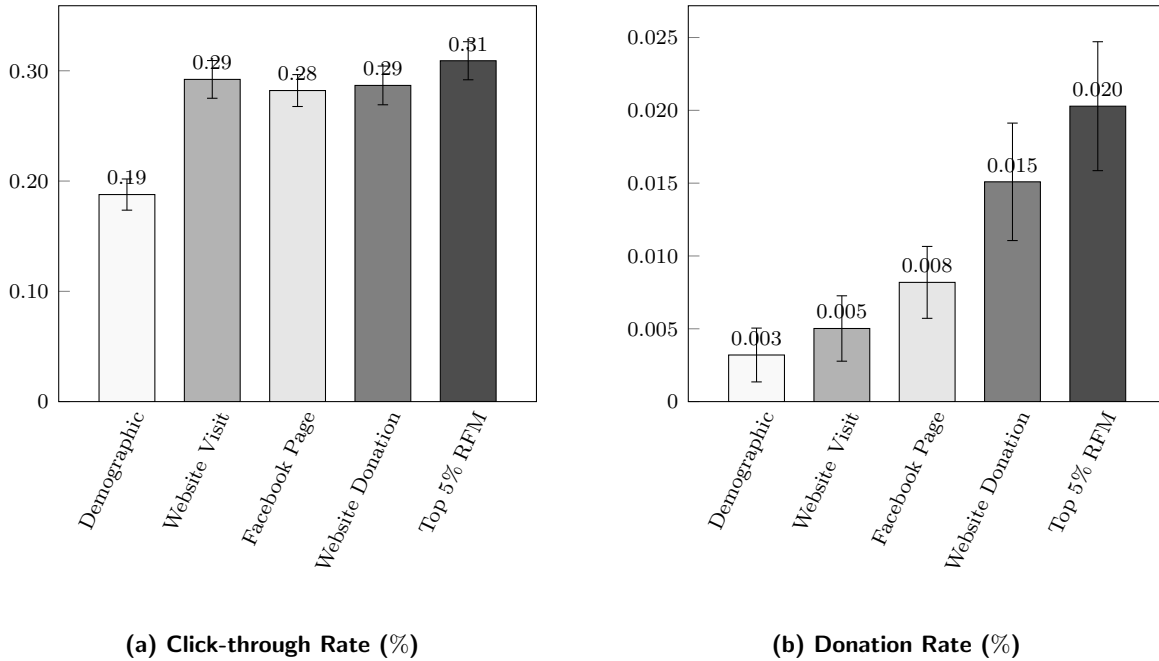 0.30
0.20
0.10
0
0.19
0.29
0.28
0.29
0.31
Demographic
Website Visit
Facebook Page
Website Donation
Top 5% RFM
(a) Click-through Rate (%)
0.025
0.020
0.015
0.010
0.005
0
0.003
0.005
0.008
0.015
0.020
Demographic
Website Visit
Facebook Page
Website Donation
Top 5% RFM
(b) Donation Rate (%)